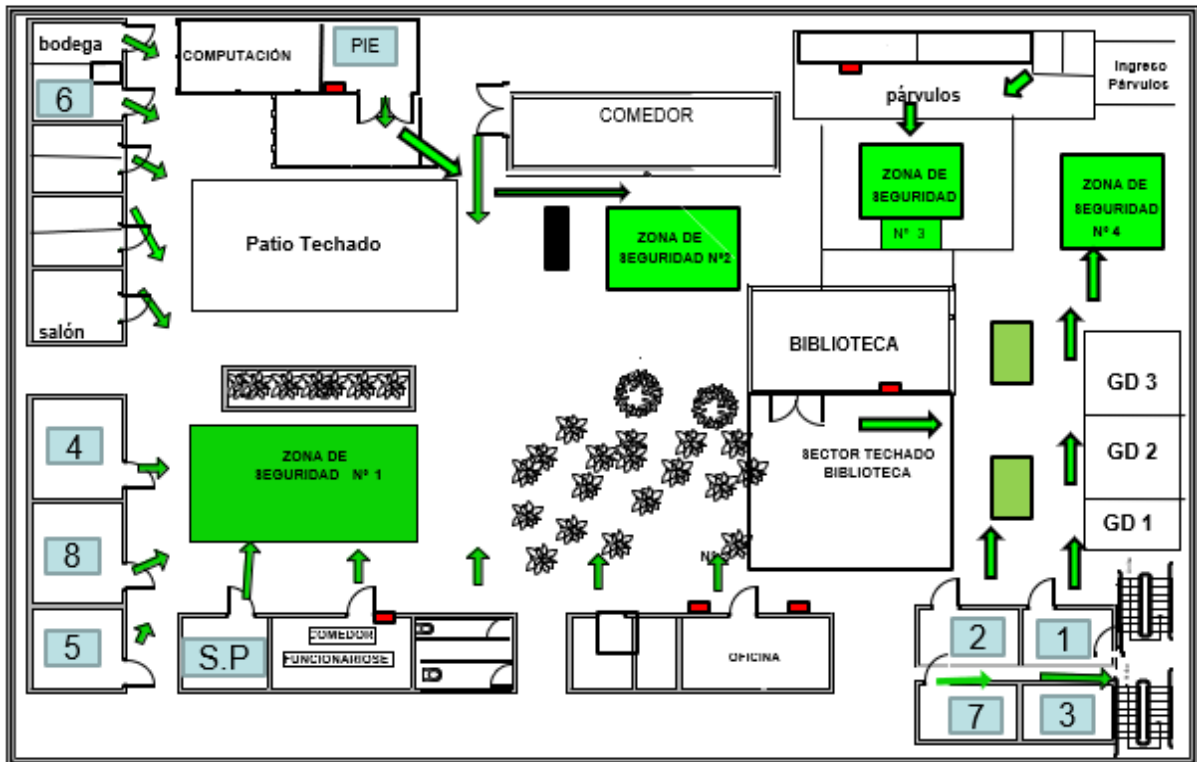 bodega
COMPUTACIÓN
PIE
Ingreso
Párvulos
párvulos
6
COMEDOR
ZONA DE
SEGURIDAD
Nº 3
ZONA DE
SEGURIDAD
Nº 4
Patio Techado
ZONA DE
SEGURIDAD Nº2
salón
BIBLIOTECA
GD 3
4
ZONA DE
SEGURIDAD Nº 1
SECTOR TECHADO
BIBLIOTECA
GD 2
GD 1
8
5
S.P
COMEDOR
FUNCIONARIOSE
OFICINA
2
1
7
3